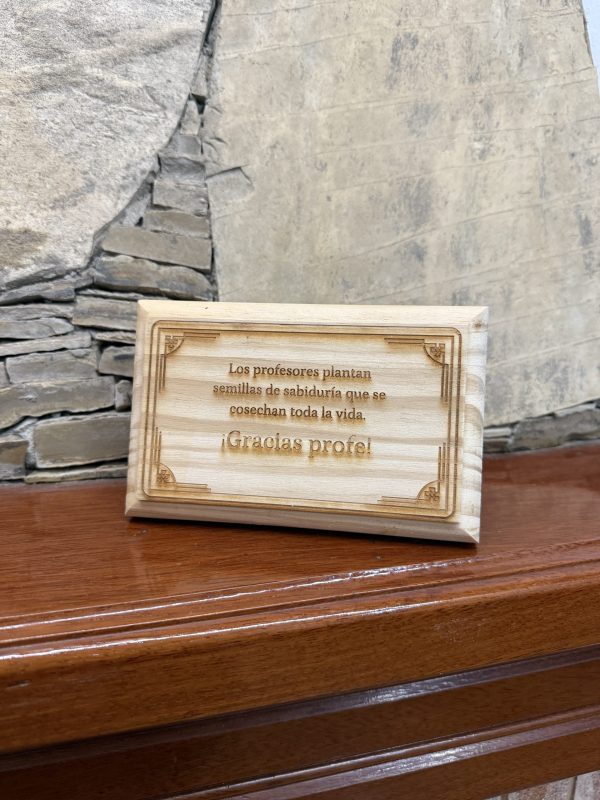 Los profesores plantan
semillas de sabiduría que se
cosechan toda la vida.
¡Gracias profe!